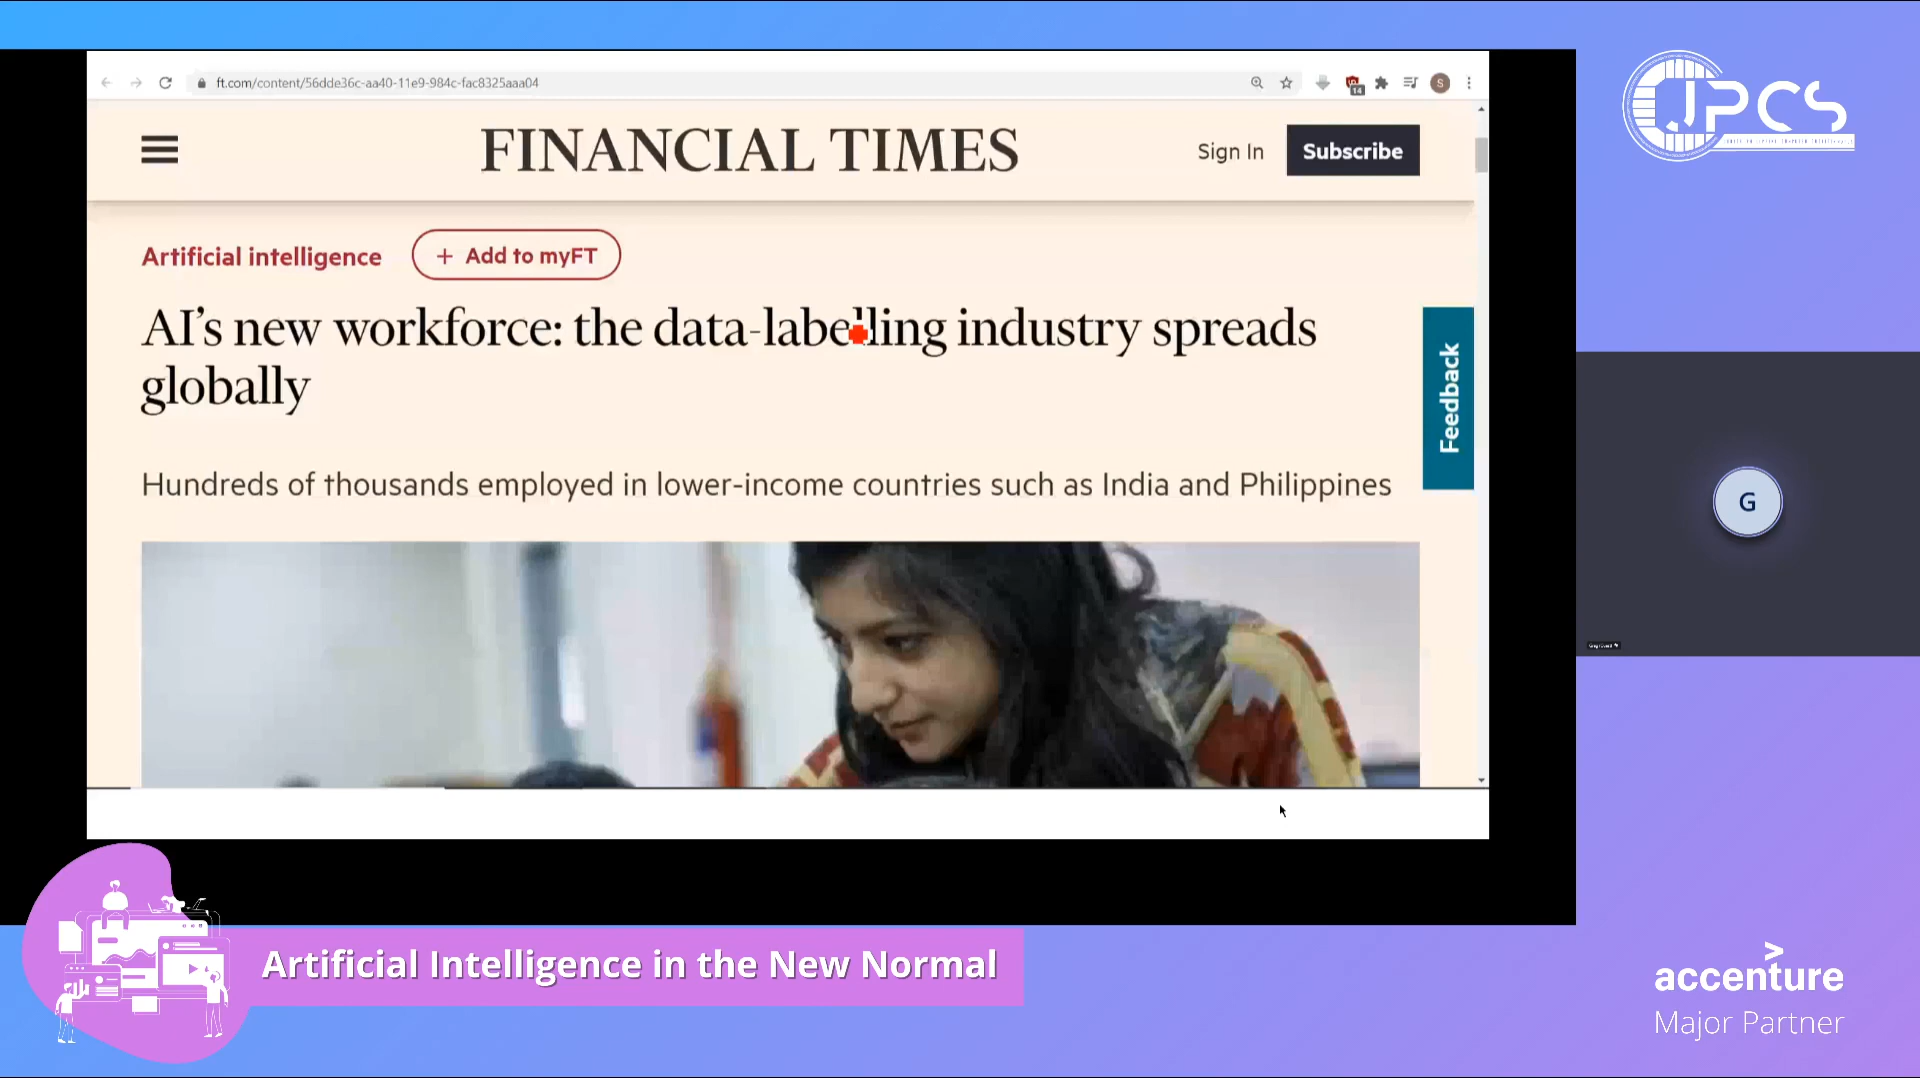 ft.com/content/56dde36c-aa40-11e9-984c-fac8325aaa04
14
S
FINANCIAL TIMES
Sign In
Subscribe
Artificial intelligence
+ Add to myFT
AI's new workforce: the data-labelling industry spreads
globally
Feedback
Hundreds of thousands employed in lower-income countries such as India and Philippines
JPCS
G
Artificial Intelligence in the New Normal
accenture
Major Partner